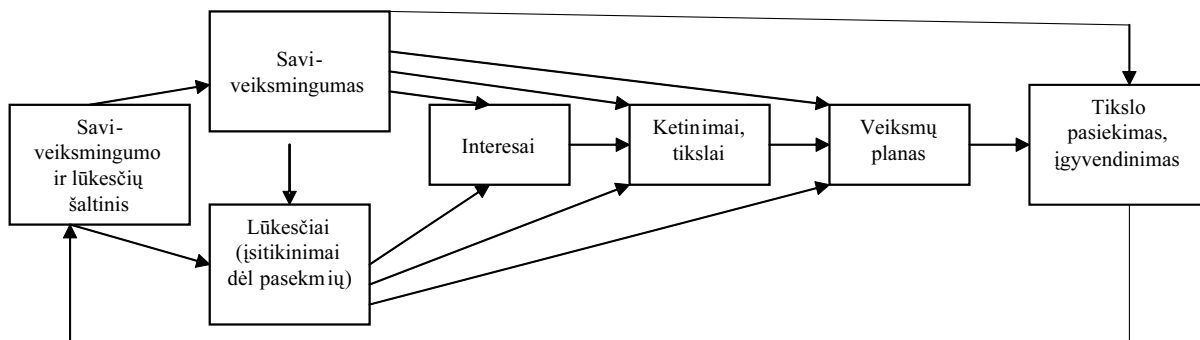 Savi-
veiksmingumas
Savi-
veiksmingumo
ir lūkesčių
šaltinis
Lūkesčiai
(įsitikinimai
dėl pasekmių)
Interesai
Ketinimai,
tikslai
Veiksmų
planas
Tikslo
pasiekimas,
įgyvendinimas